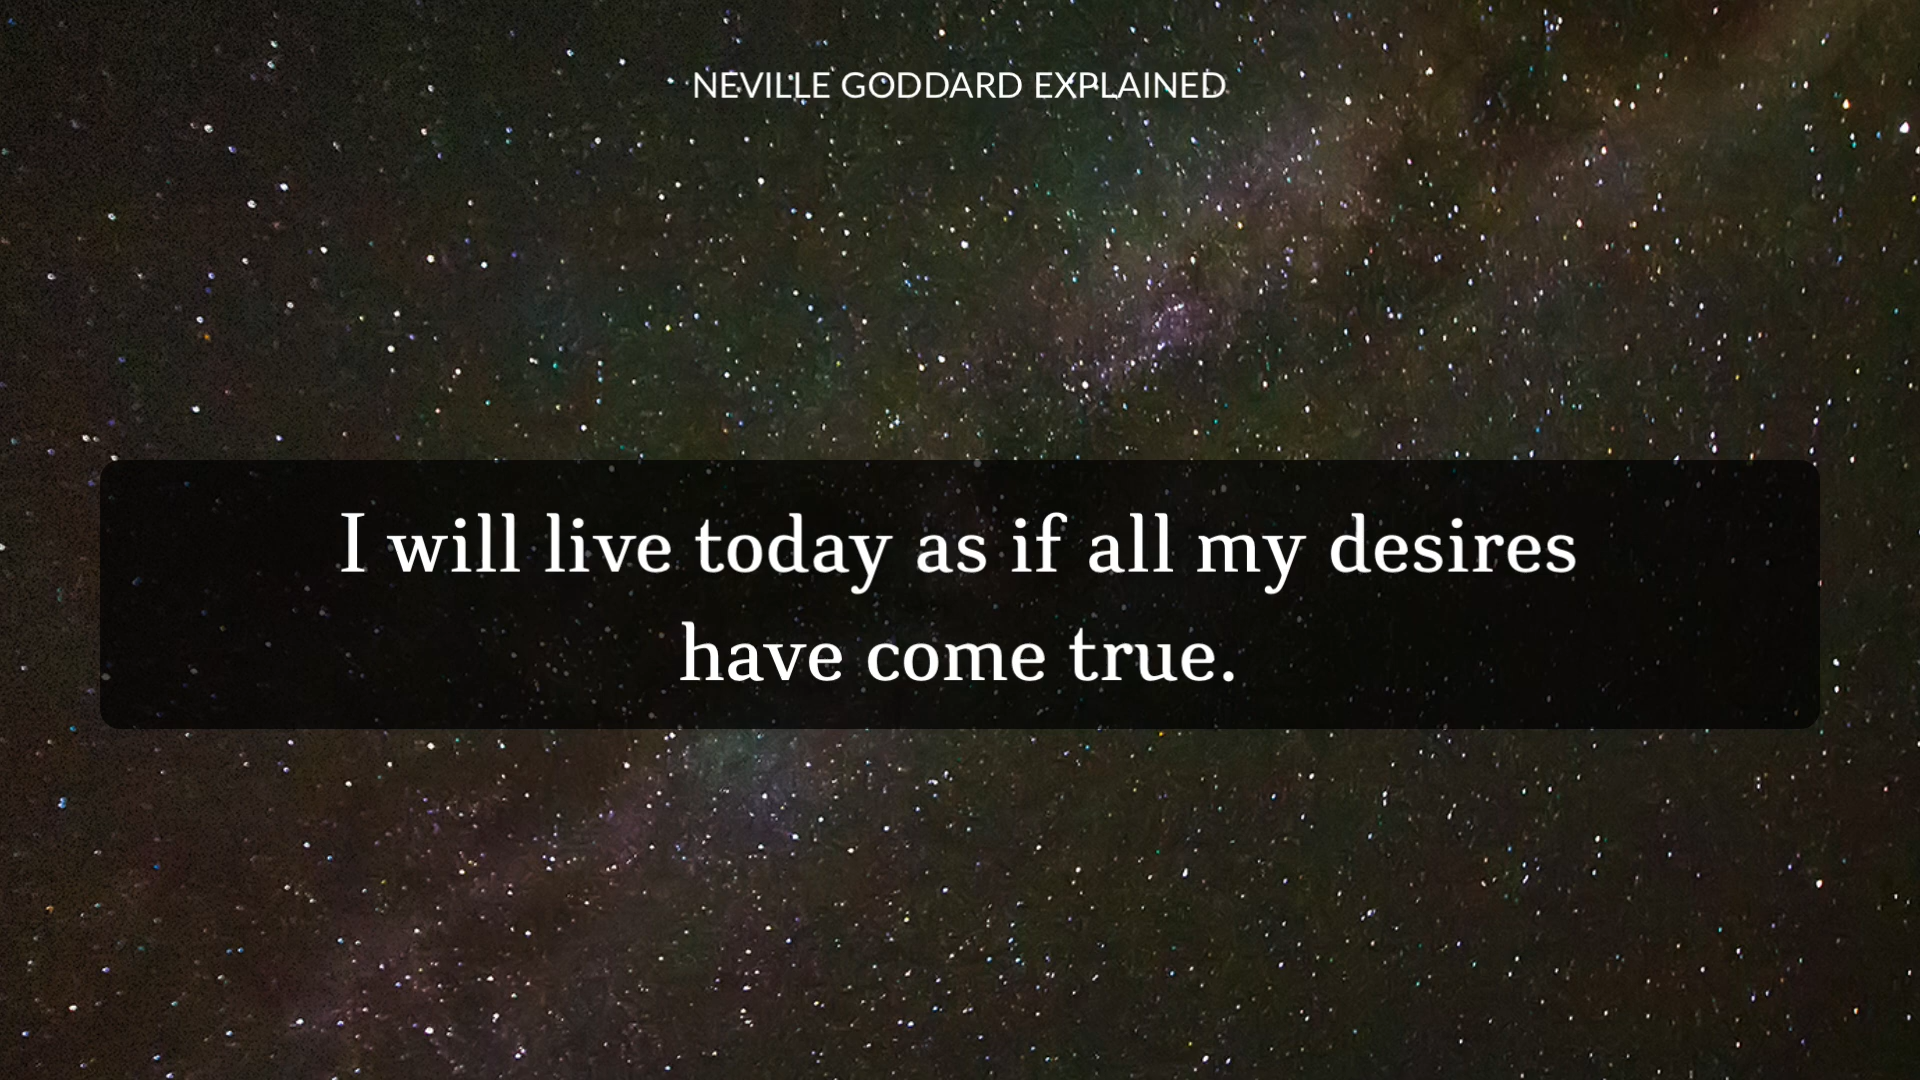 NEVILLE GODDARD EXPLAINED
I will live today as if all my desires
have come true.